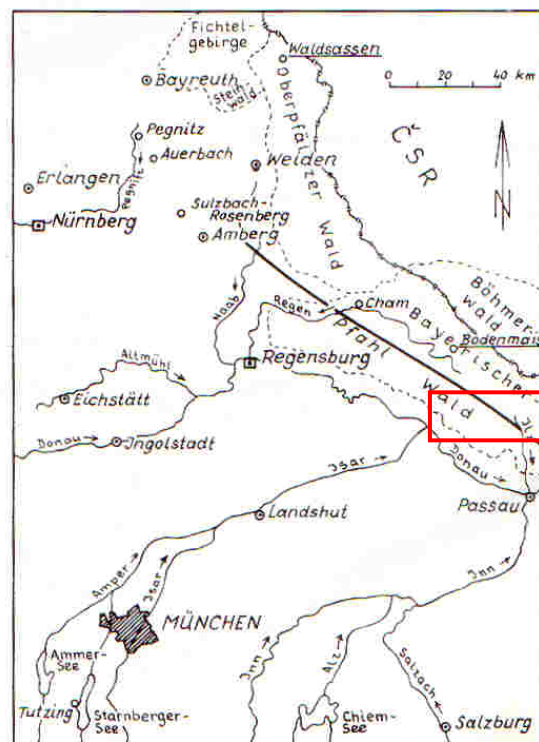 Fichtel-
gebirge
Waldsassen
0 20 40 km
Bayreuth
Stein-
wald
Oberpfälzer
Wald
ČSR
Pegnitz
Auerbach
Weiden
Erlangen
Pegnitz
Sulzbach-
Rosenberg
Nürnberg
Amberg
N
Böhmer-
Wald
Naab
Regen
Cham
Bayerischer
Wald
Pfahl
Bodenmais
Regensburg
Altmühl
Eichstätt
Donau
Ingolstadt
Donau
Ilz
Isar
Passau
Landshut
Amper
Isar
Inn
MÜNCHEN
Ammer-
See
Inn
Alz
Salzach
Tutzing
Starnberger-
See
Chiem-
See
Salzburg